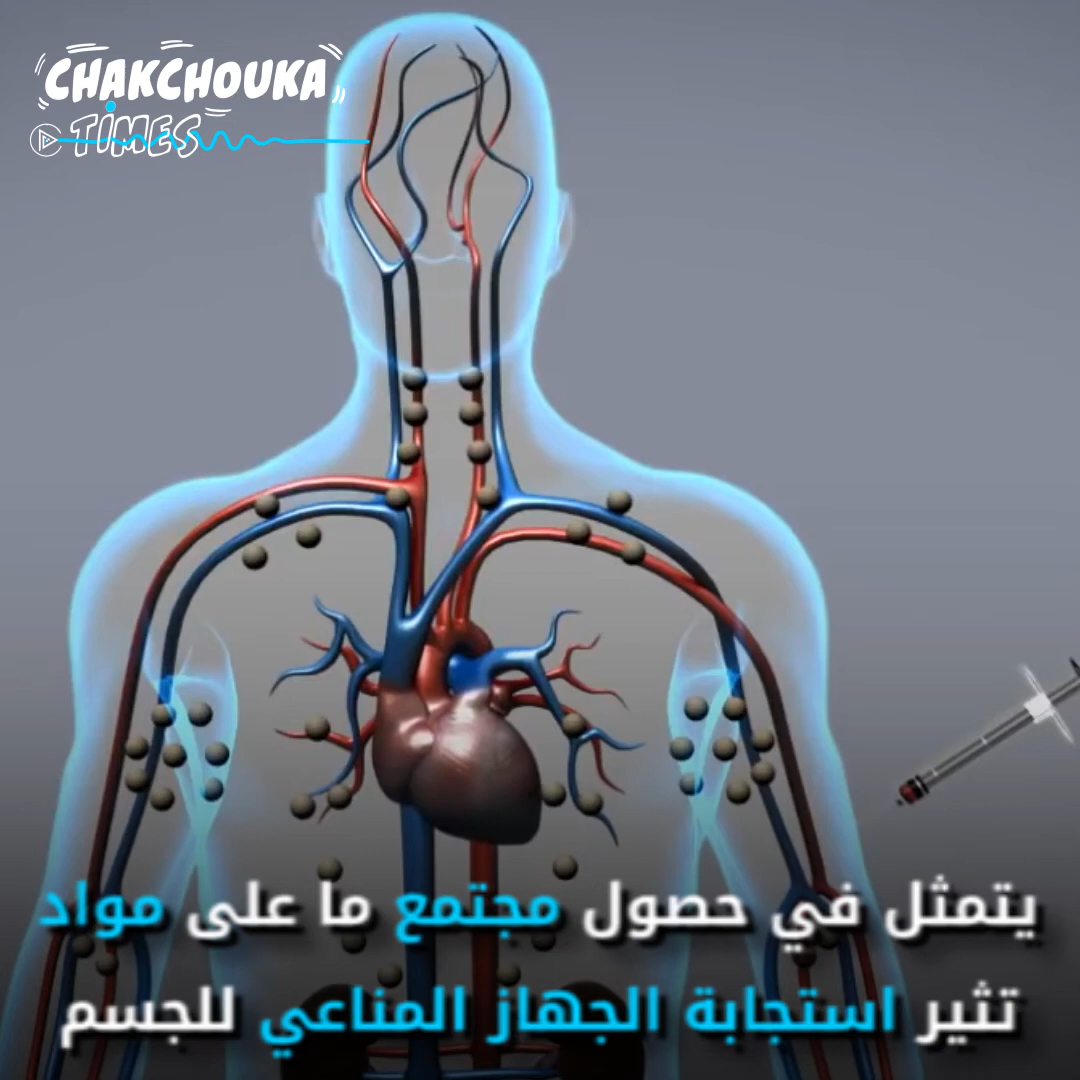 CHAKCHOUKA
TIMES
يتمثل في حصول مجتمع ما على مواد
تثير استجابة الجهاز المناعي للجسم